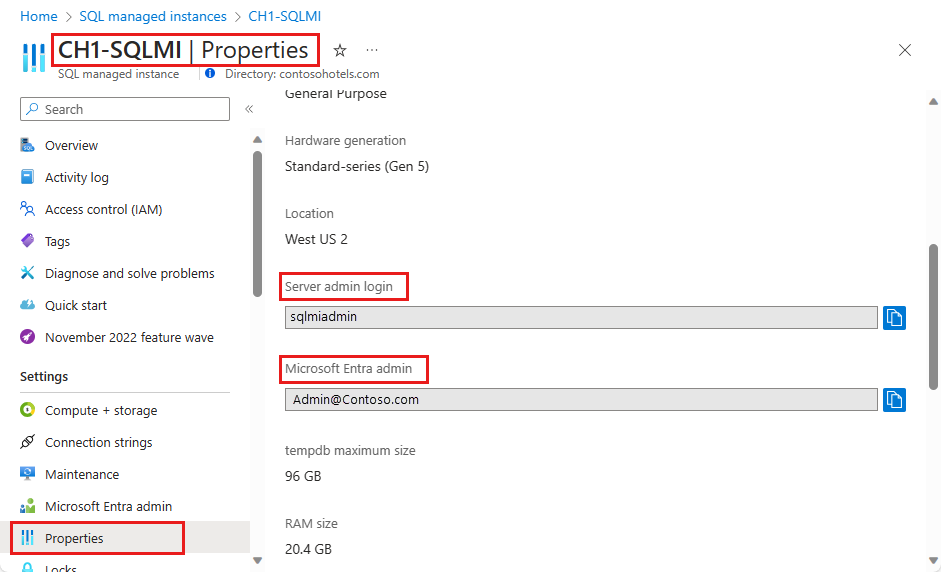 Home > SQL managed instances > CH1-SQLMI
CH1-SQLMI | Properties
SQL managed instance
Directory: contosohotels.com
Search
Overview
Activity log
Access control (IAM)
Tags
Diagnose and solve problems
Quick start
November 2022 feature wave
Settings
Compute + storage
Connection strings
Maintenance
Microsoft Entra admin
Properties
Locks
General Purpose
Hardware generation
Standard-series (Gen 5)
Location
West US 2
Server admin login
sqlmiadmin
Microsoft Entra admin
Admin@Contoso.com
tempdb maximum size
96 GB
RAM size
20.4 GB